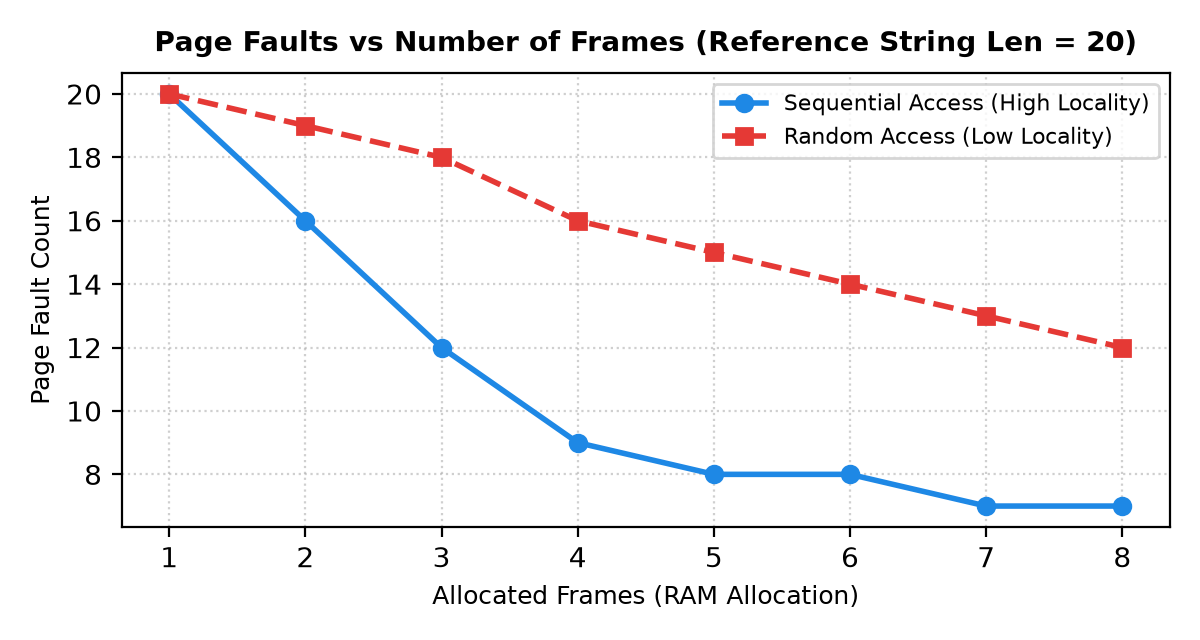 Page Faults vs Number of Frames (Reference String Len = 20)
Sequential Access (High Locality)
Random Access (Low Locality)
Page Fault Count
20
18
16
14
12
10
8
1 2 3 4 5 6 7 8
Allocated Frames (RAM Allocation)